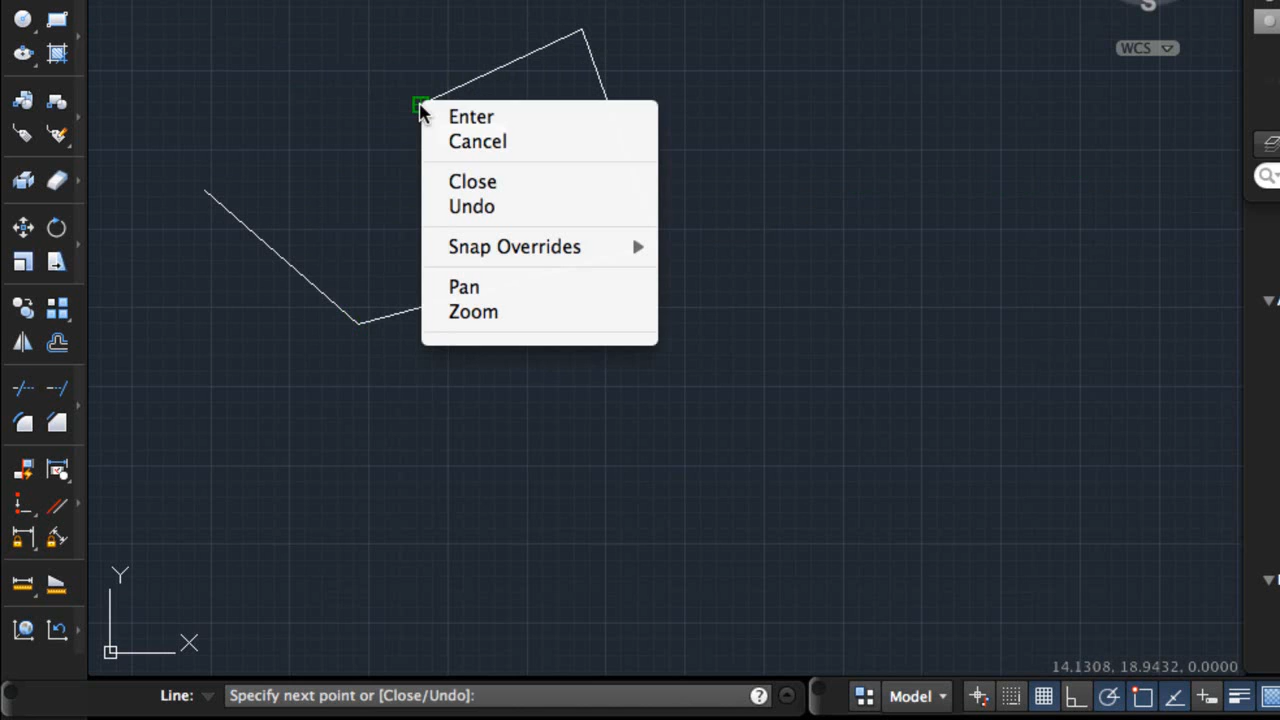 S
WCS
Enter
Cancel
Close
Undo
Snap Overrides
Pan
Zoom
Y
X
14.1308, 18.9432, 0.0000
Line: Specify next point or [Close/Undo]: ? Model